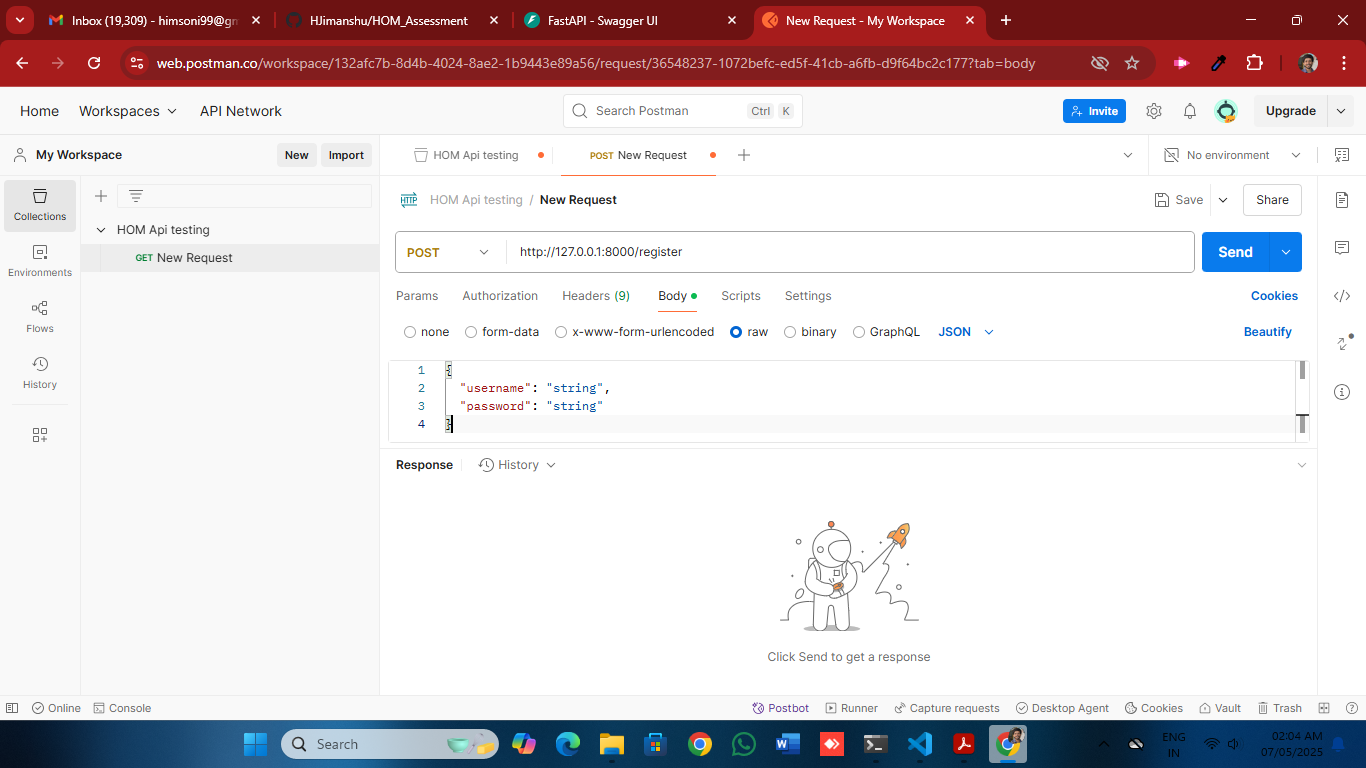 Inbox (19,309) - himsoni99@gm
HJimanshu/HOM_Assessment
FastAPI - Swagger UI
New Request - My Workspace
web.postman.co/workspace/132afc7b-8d4b-4024-8ae2-1b9443e89a56/request/36548237-1072befc-ed5f-41cb-a6fb-d9f64bc2c177?tab=body
Home Workspaces API Network Search Postman Ctrl K Invite Upgrade
My Workspace New Import HOM Api testing POST New Request No environment
Collections
HOM Api testing / New Request Save Share
HOM Api testing
GET New Request
POST http://127.0.0.1:8000/register Send
Environments
Params Authorization Headers (9) Body Scripts Settings Cookies
Flows
none form-data x-www-form-urlencoded raw binary GraphQL JSON Beautify
History
1 {
2 "username": "string",
3 "password": "string"
4 }
Response History
Click Send to get a response
Online Console Postbot Runner Capture requests Desktop Agent Cookies Vault Trash
Search
ENG
IN
02:04 AM
07/05/2025